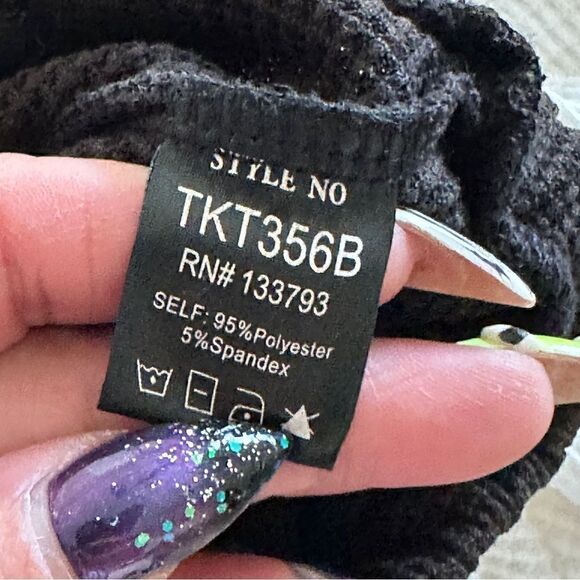 STYLE NO
TKT356B
RN# 133793
SELF: 95%Polyester
5%Spandex